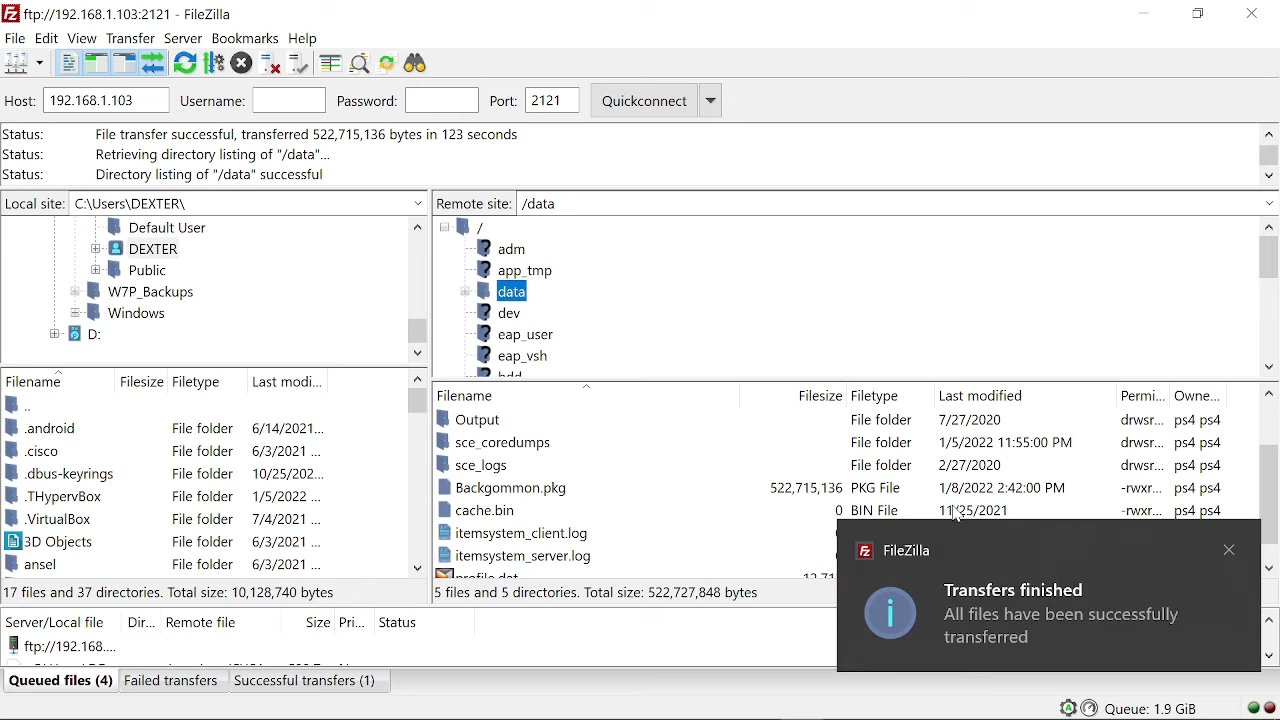 ftp://192.168.1.103:2121 - FileZilla
File Edit View Transfer Server Bookmarks Help
Host: 192.168.1.103 Username: Password: Port: 2121 Quickconnect
Status: File transfer successful, transferred 522,715,136 bytes in 123 seconds
Status: Retrieving directory listing of "/data"...
Status: Directory listing of "/data" successful
Local site: C:\Users\DEXTER\
Default User
DEXTER
Public
W7P_Backups
Windows
D:
Remote site: /data
/
adm
app_tmp
data
dev
eap_user
eap_vsh
hdd
Filename Filesize Filetype Last modi...
..
.android File folder 6/14/2021...
.cisco File folder 6/3/2021 ...
.dbus-keyrings File folder 10/25/202...
.THypervBox File folder 1/5/2022 ...
.VirtualBox File folder 7/4/2021 ...
3D Objects File folder 6/3/2021 ...
ansel File folder 6/3/2021 ...
17 files and 37 directories. Total size: 10,128,740 bytes
Filename Filesize Filetype Last modified Permi... Owne...
Output File folder 7/27/2020 drwsr... ps4 ps4
sce_coredumps File folder 1/5/2022 11:55:00 PM drwsr... ps4 ps4
sce_logs File folder 2/27/2020 drwsr... ps4 ps4
Backgommon.pkg 522,715,136 PKG File 1/8/2022 2:42:00 PM -rwxr... ps4 ps4
cache.bin 0 BIN File 11/25/2021 -rwxr... ps4 ps4
itemsystem_client.log
itemsystem_server.log
profile.dat 12,71
5 files and 5 directories. Total size: 522,727,848 bytes
FileZilla
Transfers finished
All files have been successfully
transferred
Server/Local file Dir... Remote file Size Pri... Status
ftp://192.168....
Queued files (4) Failed transfers Successful transfers (1)
Queue: 1.9 GiB